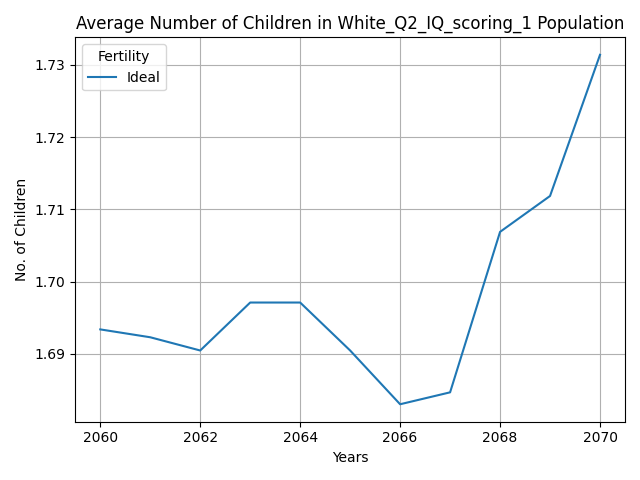 Average Number of Children in White_Q2_IQ_scoring_1 Population
Fertility
Ideal
1.73
1.72
1.71
1.70
1.69
No. of Children
2060
2062
2064
2066
2068
2070
Years